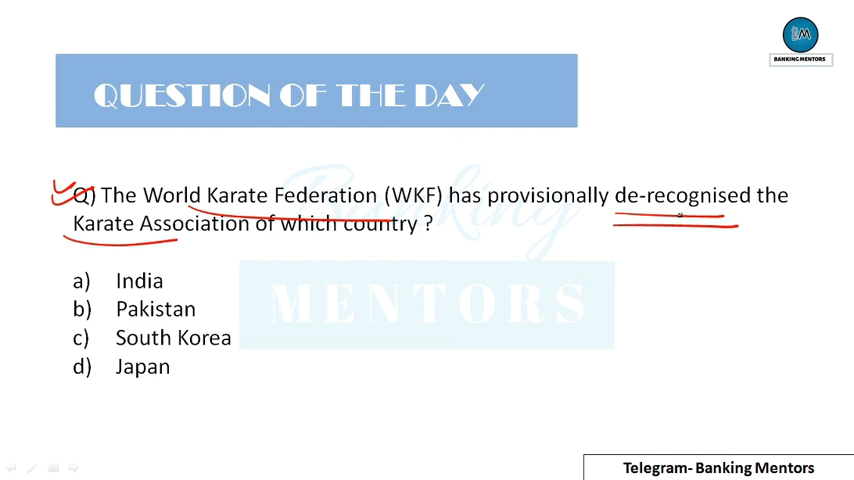 BM
BANKING MENTORS
QUESTION OF THE DAY
Q) The World Karate Federation (WKF) has provisionally de-recognised the
Karate Association of which country ?
Banking
MENTORS
a) India
b) Pakistan
c) South Korea
d) Japan
Telegram- Banking Mentors